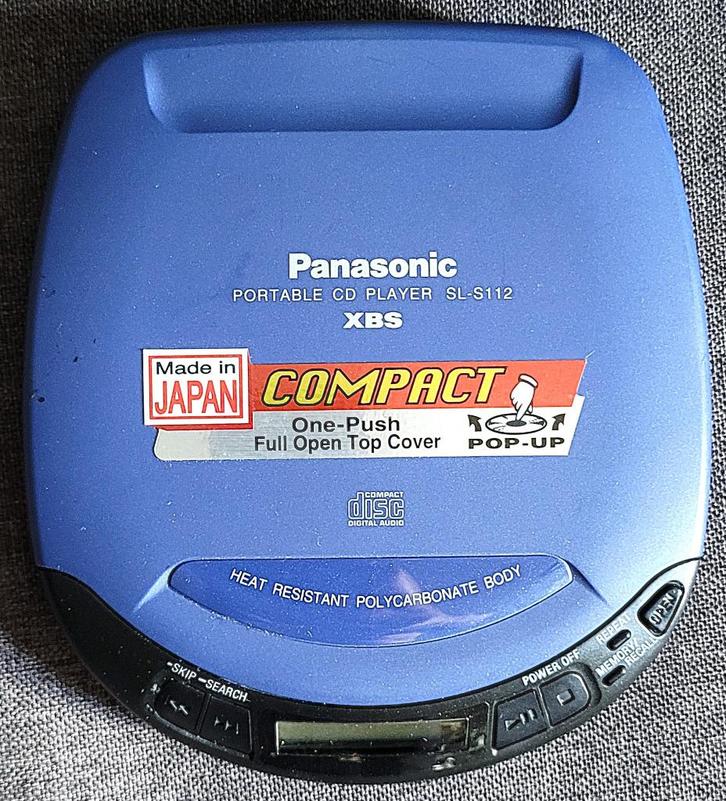 Panasonic
PORTABLE CD PLAYER SL-S112
XBS
Made in
JAPAN
COMPACT
One-Push
Full Open Top Cover
POP-UP
COMPACT
disc
DIGITAL AUDIO
HEAT RESISTANT POLYCARBONATE BODY
OPEN
REPEAT
MEMORY
RECALL
POWER OFF
-SKIP-SEARCH-